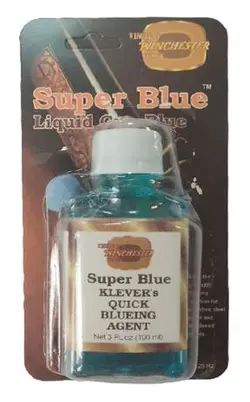 WINCHESTER
Super Blue™
Liquid Gun Blue
WINCHESTER
Super Blue
KLEVER's
QUICK
BLUEING
AGENT
Net 3 Fl.oz (100 ml)